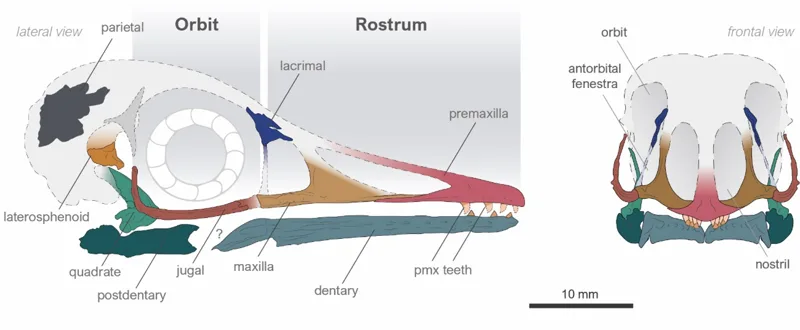 lateral view
parietal
Orbit
Rostrum
lacrimal
premaxilla
laterosphenoid
quadrate
postdentary
jugal
?
maxilla
dentary
pmx teeth
orbit
frontal view
antorbital
fenestra
nostril
10 mm